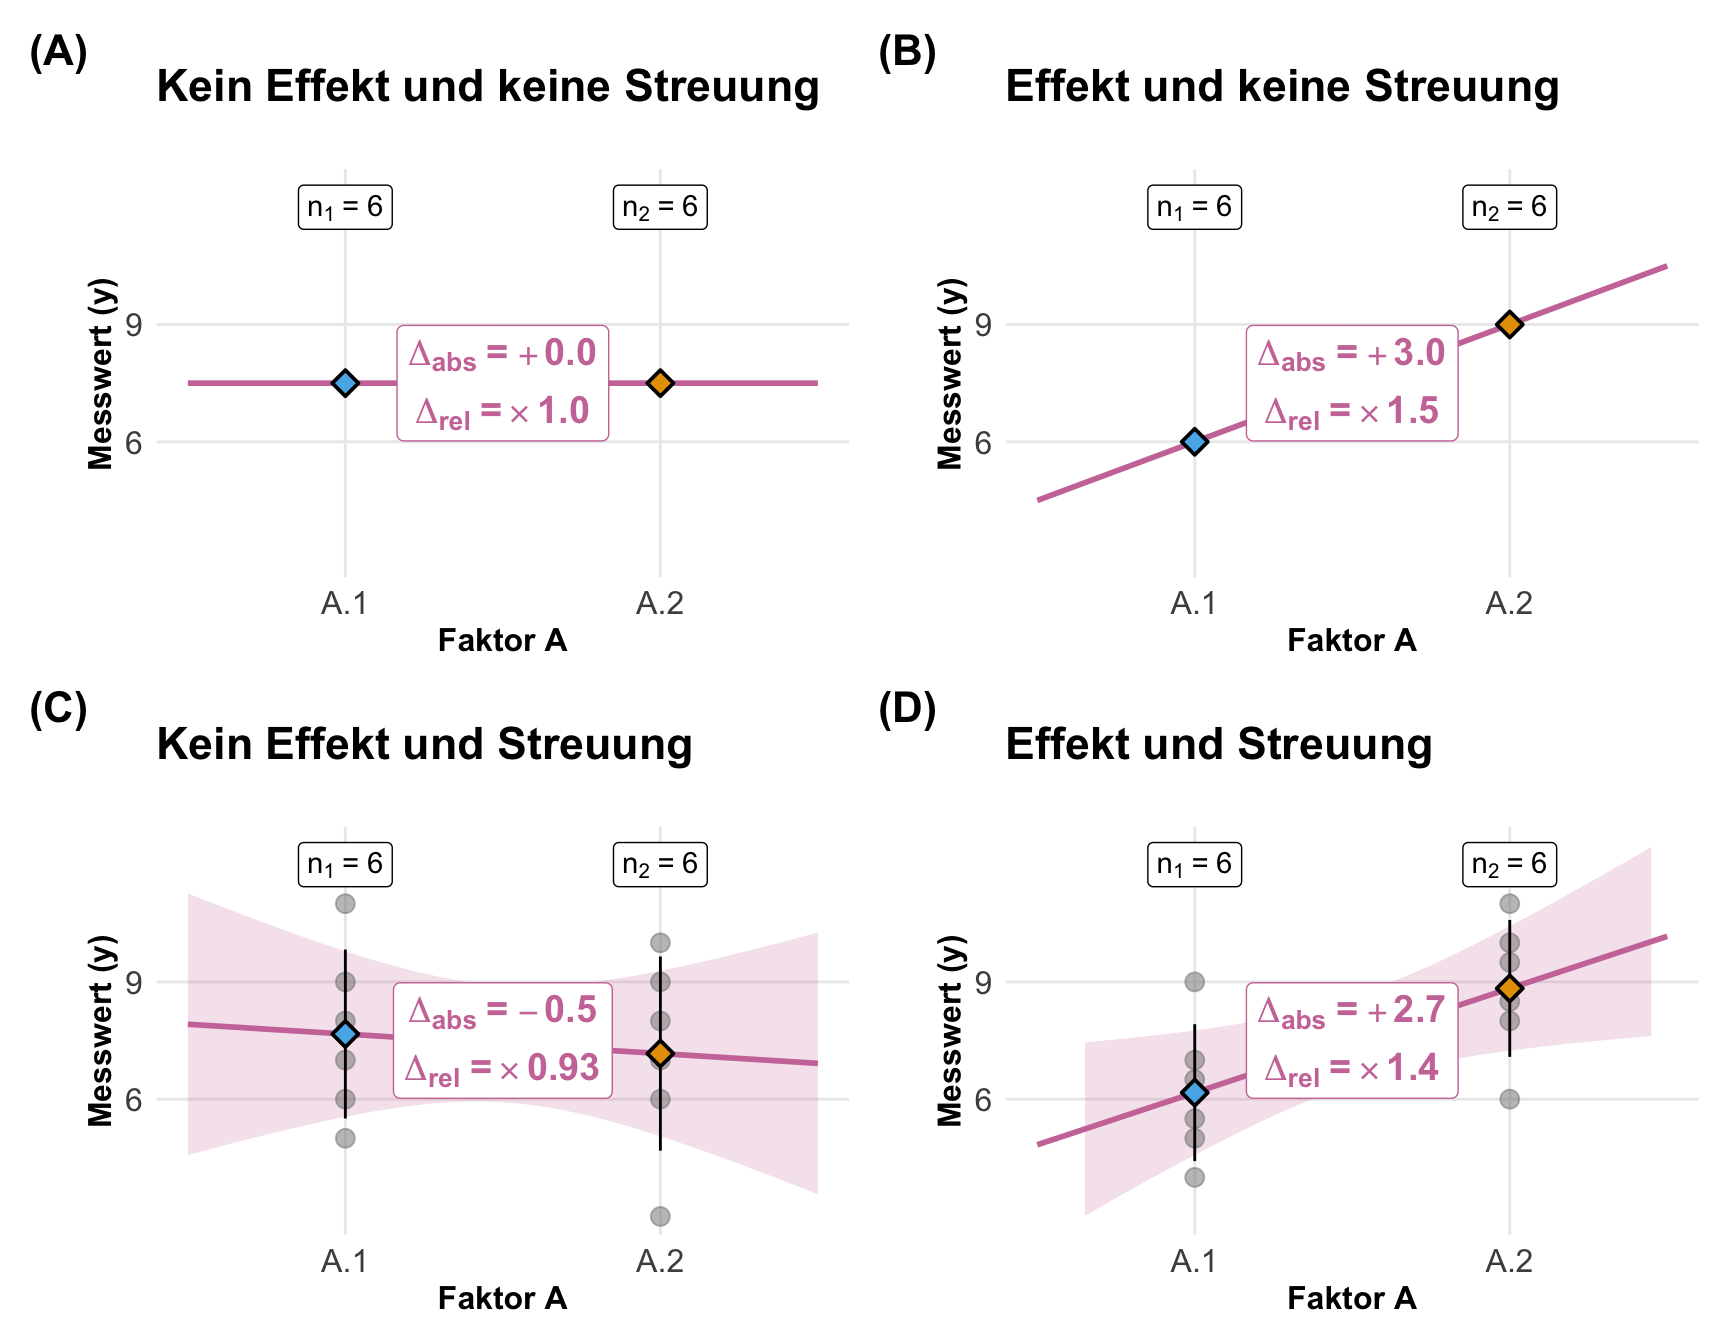 (A)
Kein Effekt und keine Streuung
n1 = 6
n2 = 6
Messwert (y)
9
6
Δabs = + 0.0
Δrel = × 1.0
A.1
A.2
Faktor A
(B)
Effekt und keine Streuung
n1 = 6
n2 = 6
Messwert (y)
9
6
Δabs = + 3.0
Δrel = × 1.5
A.1
A.2
Faktor A
(C)
Kein Effekt und Streuung
n1 = 6
n2 = 6
Messwert (y)
9
6
Δabs = − 0.5
Δrel = × 0.93
A.1
A.2
Faktor A
(D)
Effekt und Streuung
n1 = 6
n2 = 6
Messwert (y)
9
6
Δabs = + 2.7
Δrel = × 1.4
A.1
A.2
Faktor A